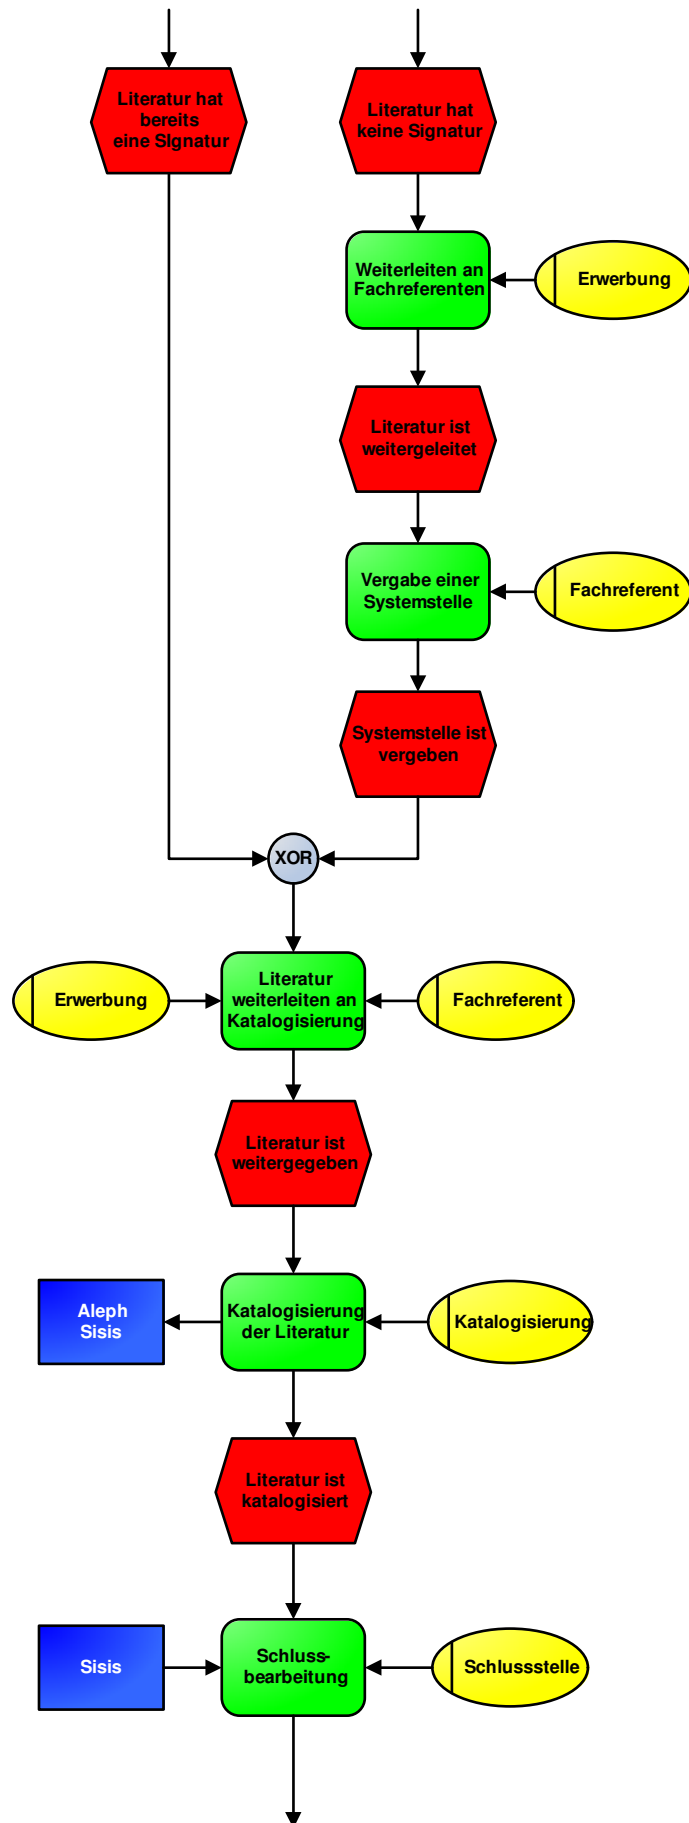 Literatur hat
bereits
eine SIgnatur
Literatur hat
keine Signatur
Weiterleiten an
Fachreferenten
Erwerbung
Literatur ist
weitergeleitet
Vergabe einer
Systemstelle
Fachreferent
Systemstelle ist
vergeben
XOR
Erwerbung
Literatur
weiterleiten an
Katalogisierung
Fachreferent
Literatur ist
weitergegeben
Aleph
Sisis
Katalogisierung
der Literatur
Katalogisierung
Literatur ist
katalogisiert
Sisis
Schluss-
bearbeitung
Schlussstelle